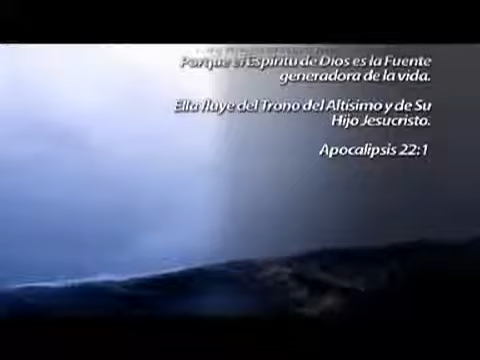 Porque el Espíritu de Dios es la Fuente
generadora de la vida.
Ella fluye del Trono del Altísimo y de Su
Hijo Jesucristo.
Apocalipsis 22:1